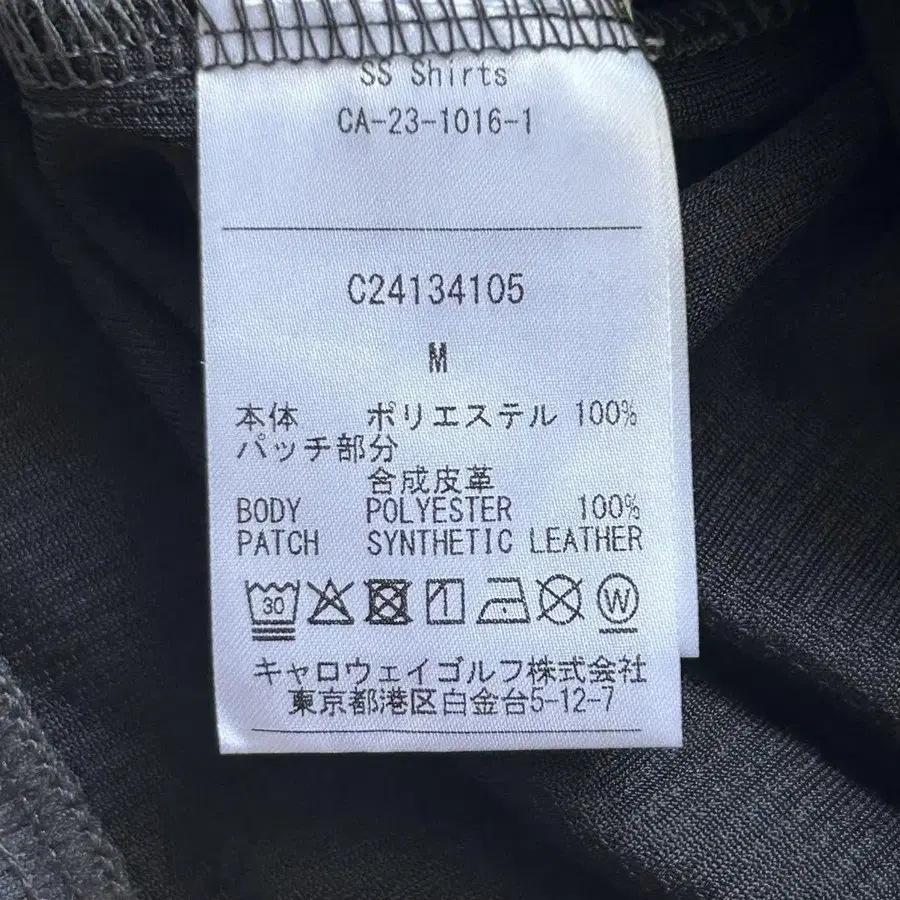 SS Shirts
CA-23-1016-1
C24134105
M
本体 ポリエステル 100%
パッチ部分
合成皮革
BODY POLYESTER 100%
PATCH SYNTHETIC LEATHER
30 W
キャロウェイゴルフ株式会社
東京都港区白金台5-12-7